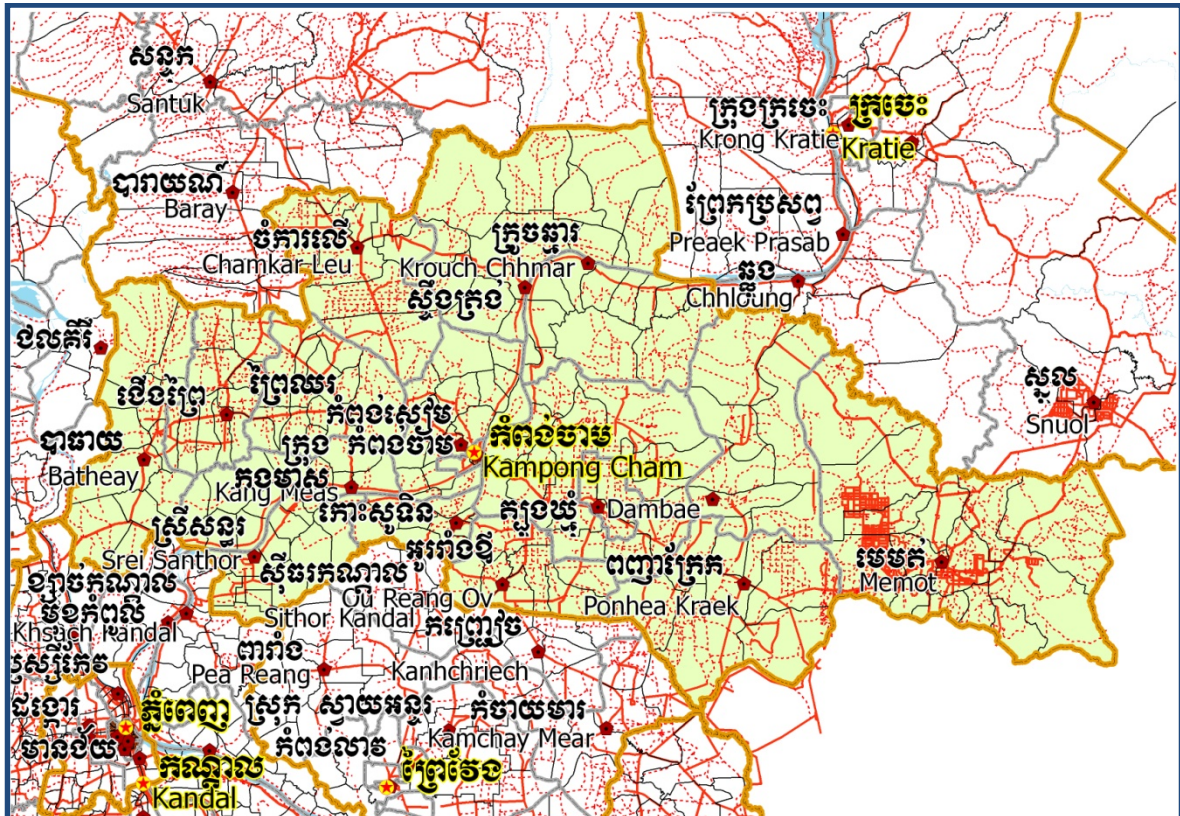 សន្ទុក
Santuk
ក្រុងក្រចេះ
Krong Kratie
ក្រចេះ
Kratie
បារាយណ៍
Baray
ព្រែកប្រសព្វ
Preaek Prasab
ចំការលើ
Chamkar Leu
ក្រូចឆ្មារ
Krouch Chhmar
ស្ទឹងត្រង់
ឆ្លូង
Chhloung
ជលគីរី
ជើងព្រៃ
ព្រៃឈរ
កំពង់សៀម
ក្រុង កំពង់ចាម
កំពង់ចាម
Kampong Cham
ស្នួល
Snuol
បាធាយ
Batheay
កងមាស
Kang Meas
កោះសូទិន
ត្បូងឃ្មុំ
Dambae
ស្រីសន្ធរ
Srei Santhor
អូររាំងឪ
Ou Reang Ov
ពញាក្រែក
Ponhea Kraek
មេមត់
Memot
ខ្សាច់កណ្ដាល
Khsach Kandal
មុខកំពូល
ស៊ីធរកណ្ដាល
Sithor Kandal
កញ្ជ្រៀច
Kanhchriech
ពារាំង
Pea Reang
ឫស្សីកែវ
ដង្កោរ
មានជ័យ
ភ្នំពេញ
កណ្ដាល
Kandal
ស្រុក
កំពង់លាវ
ស្វាយអន្ទរ
កំចាយមារ
Kamchay Mear
ព្រៃវែង